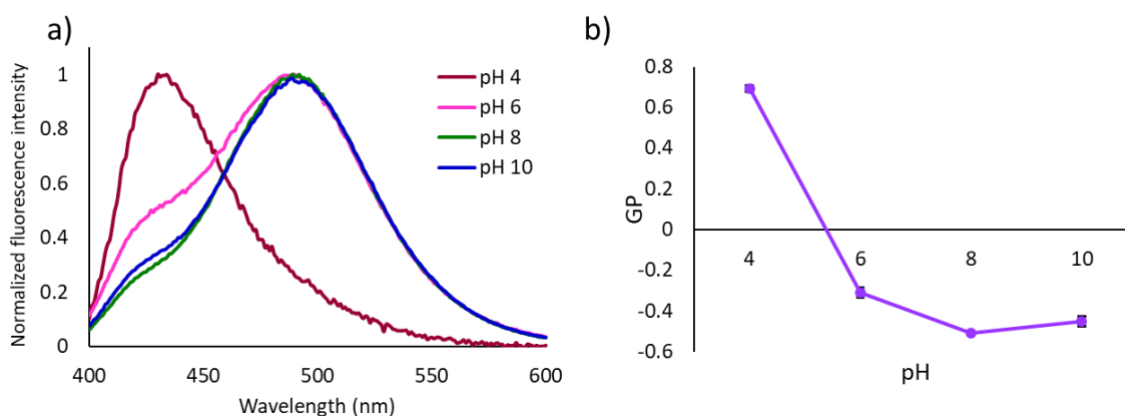 a)
Normalized fluorescence intensity
1
0.8
0.6
0.4
0.2
0
400
450
500
550
600
Wavelength (nm)
pH 4
pH 6
pH 8
pH 10
b)
GP
0.8
0.6
0.4
0.2
0
-0.2
-0.4
-0.6
4
6
8
10
pH